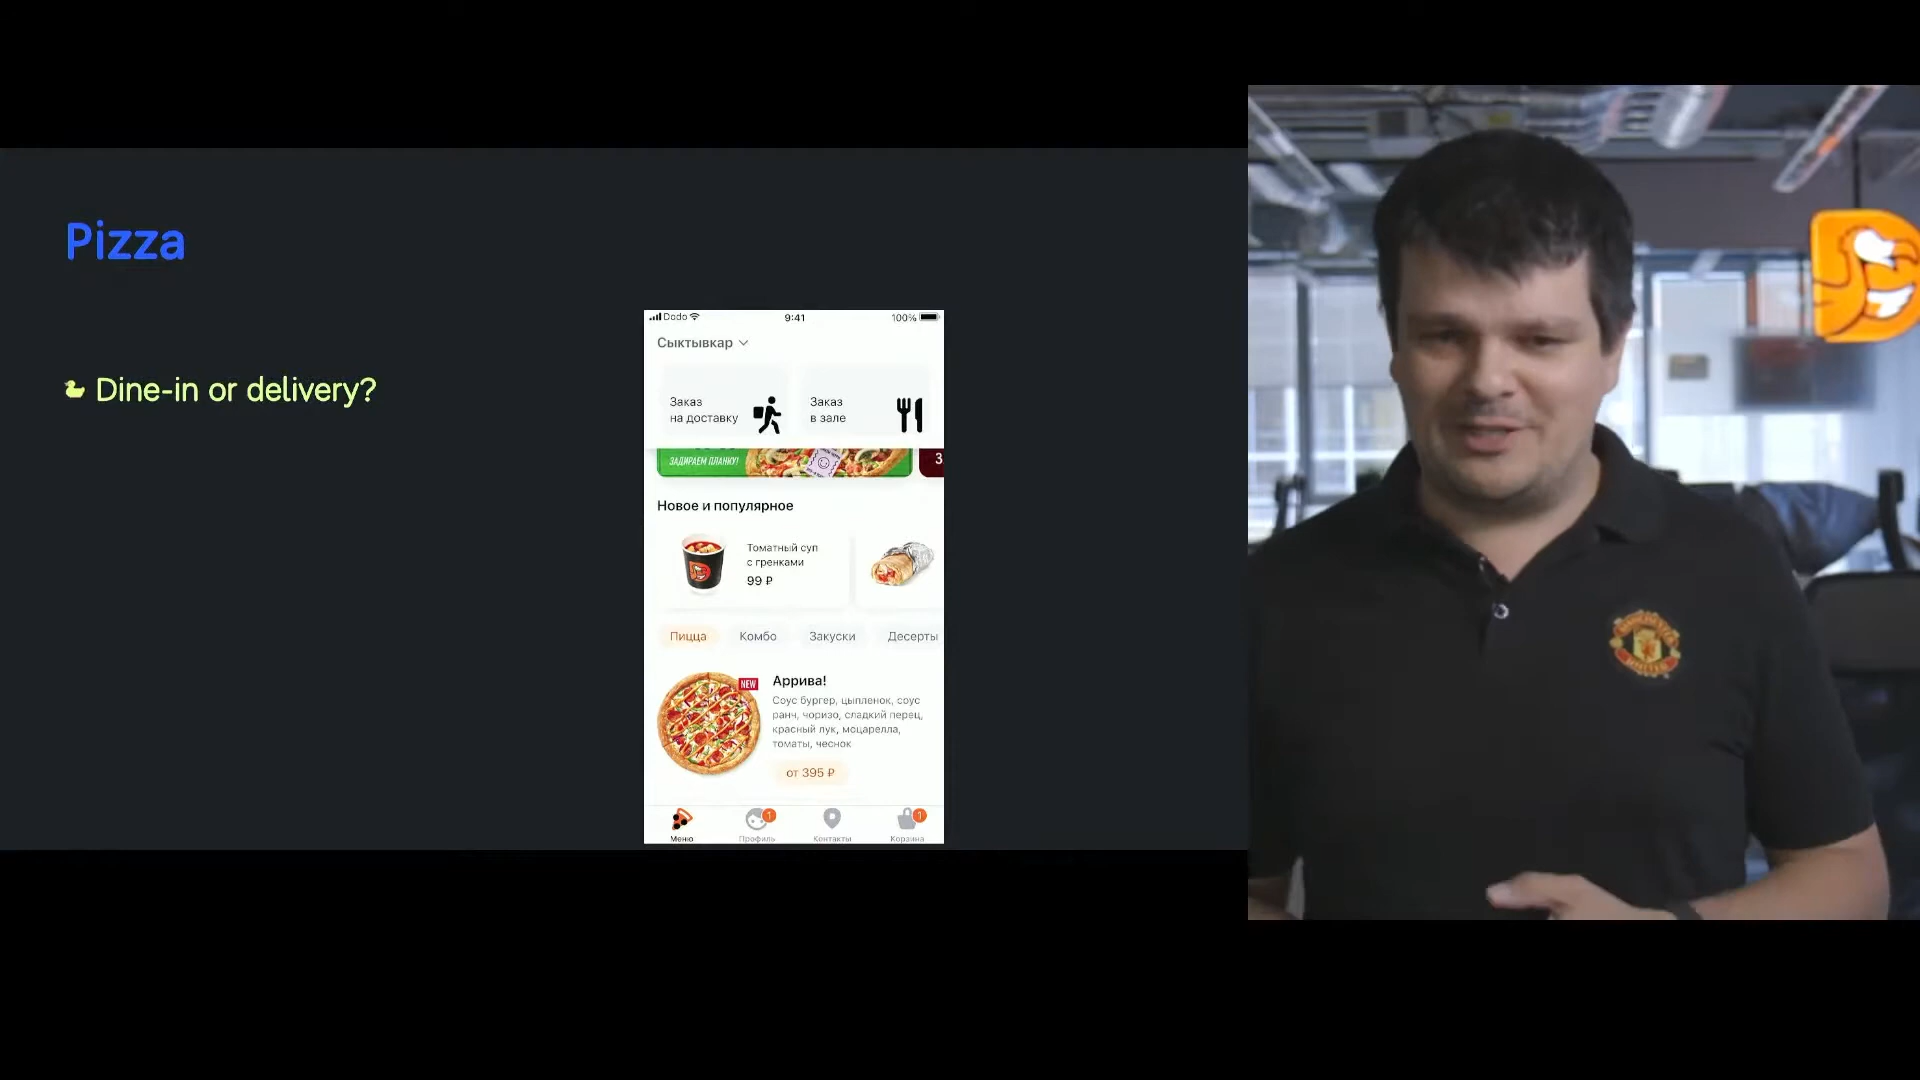 Pizza
Dine-in or delivery?
Dodo
9:41
100%
Сыктывкар
Заказ
на доставку
Заказ
в зале
ЗАДИРАЕМ ПЛАНКУ!
З
Новое и популярное
Томатный суп
с гренками
99 ₽
Пицца
Комбо
Закуски
Десерты
NEW
Аррива!
Соус бургер, цыпленок, соус
ранч, чоризо, сладкий перец,
красный лук, моцарелла,
томаты, чеснок
от 395 ₽
1
1
Меню
Профиль
Контакты
Корзина